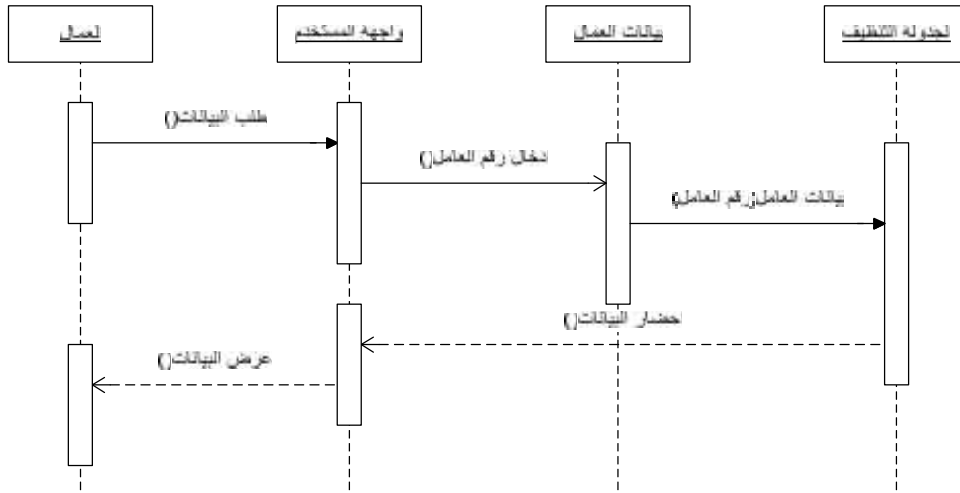 العمال
واجهة المستخدم
بيانات العمال
لجدولة التنظيف
طلب البيانات()
ادخال رقم العامل()
بيانات العامل(رقم العامل)
احضار البيانات()
عرض البيانات()